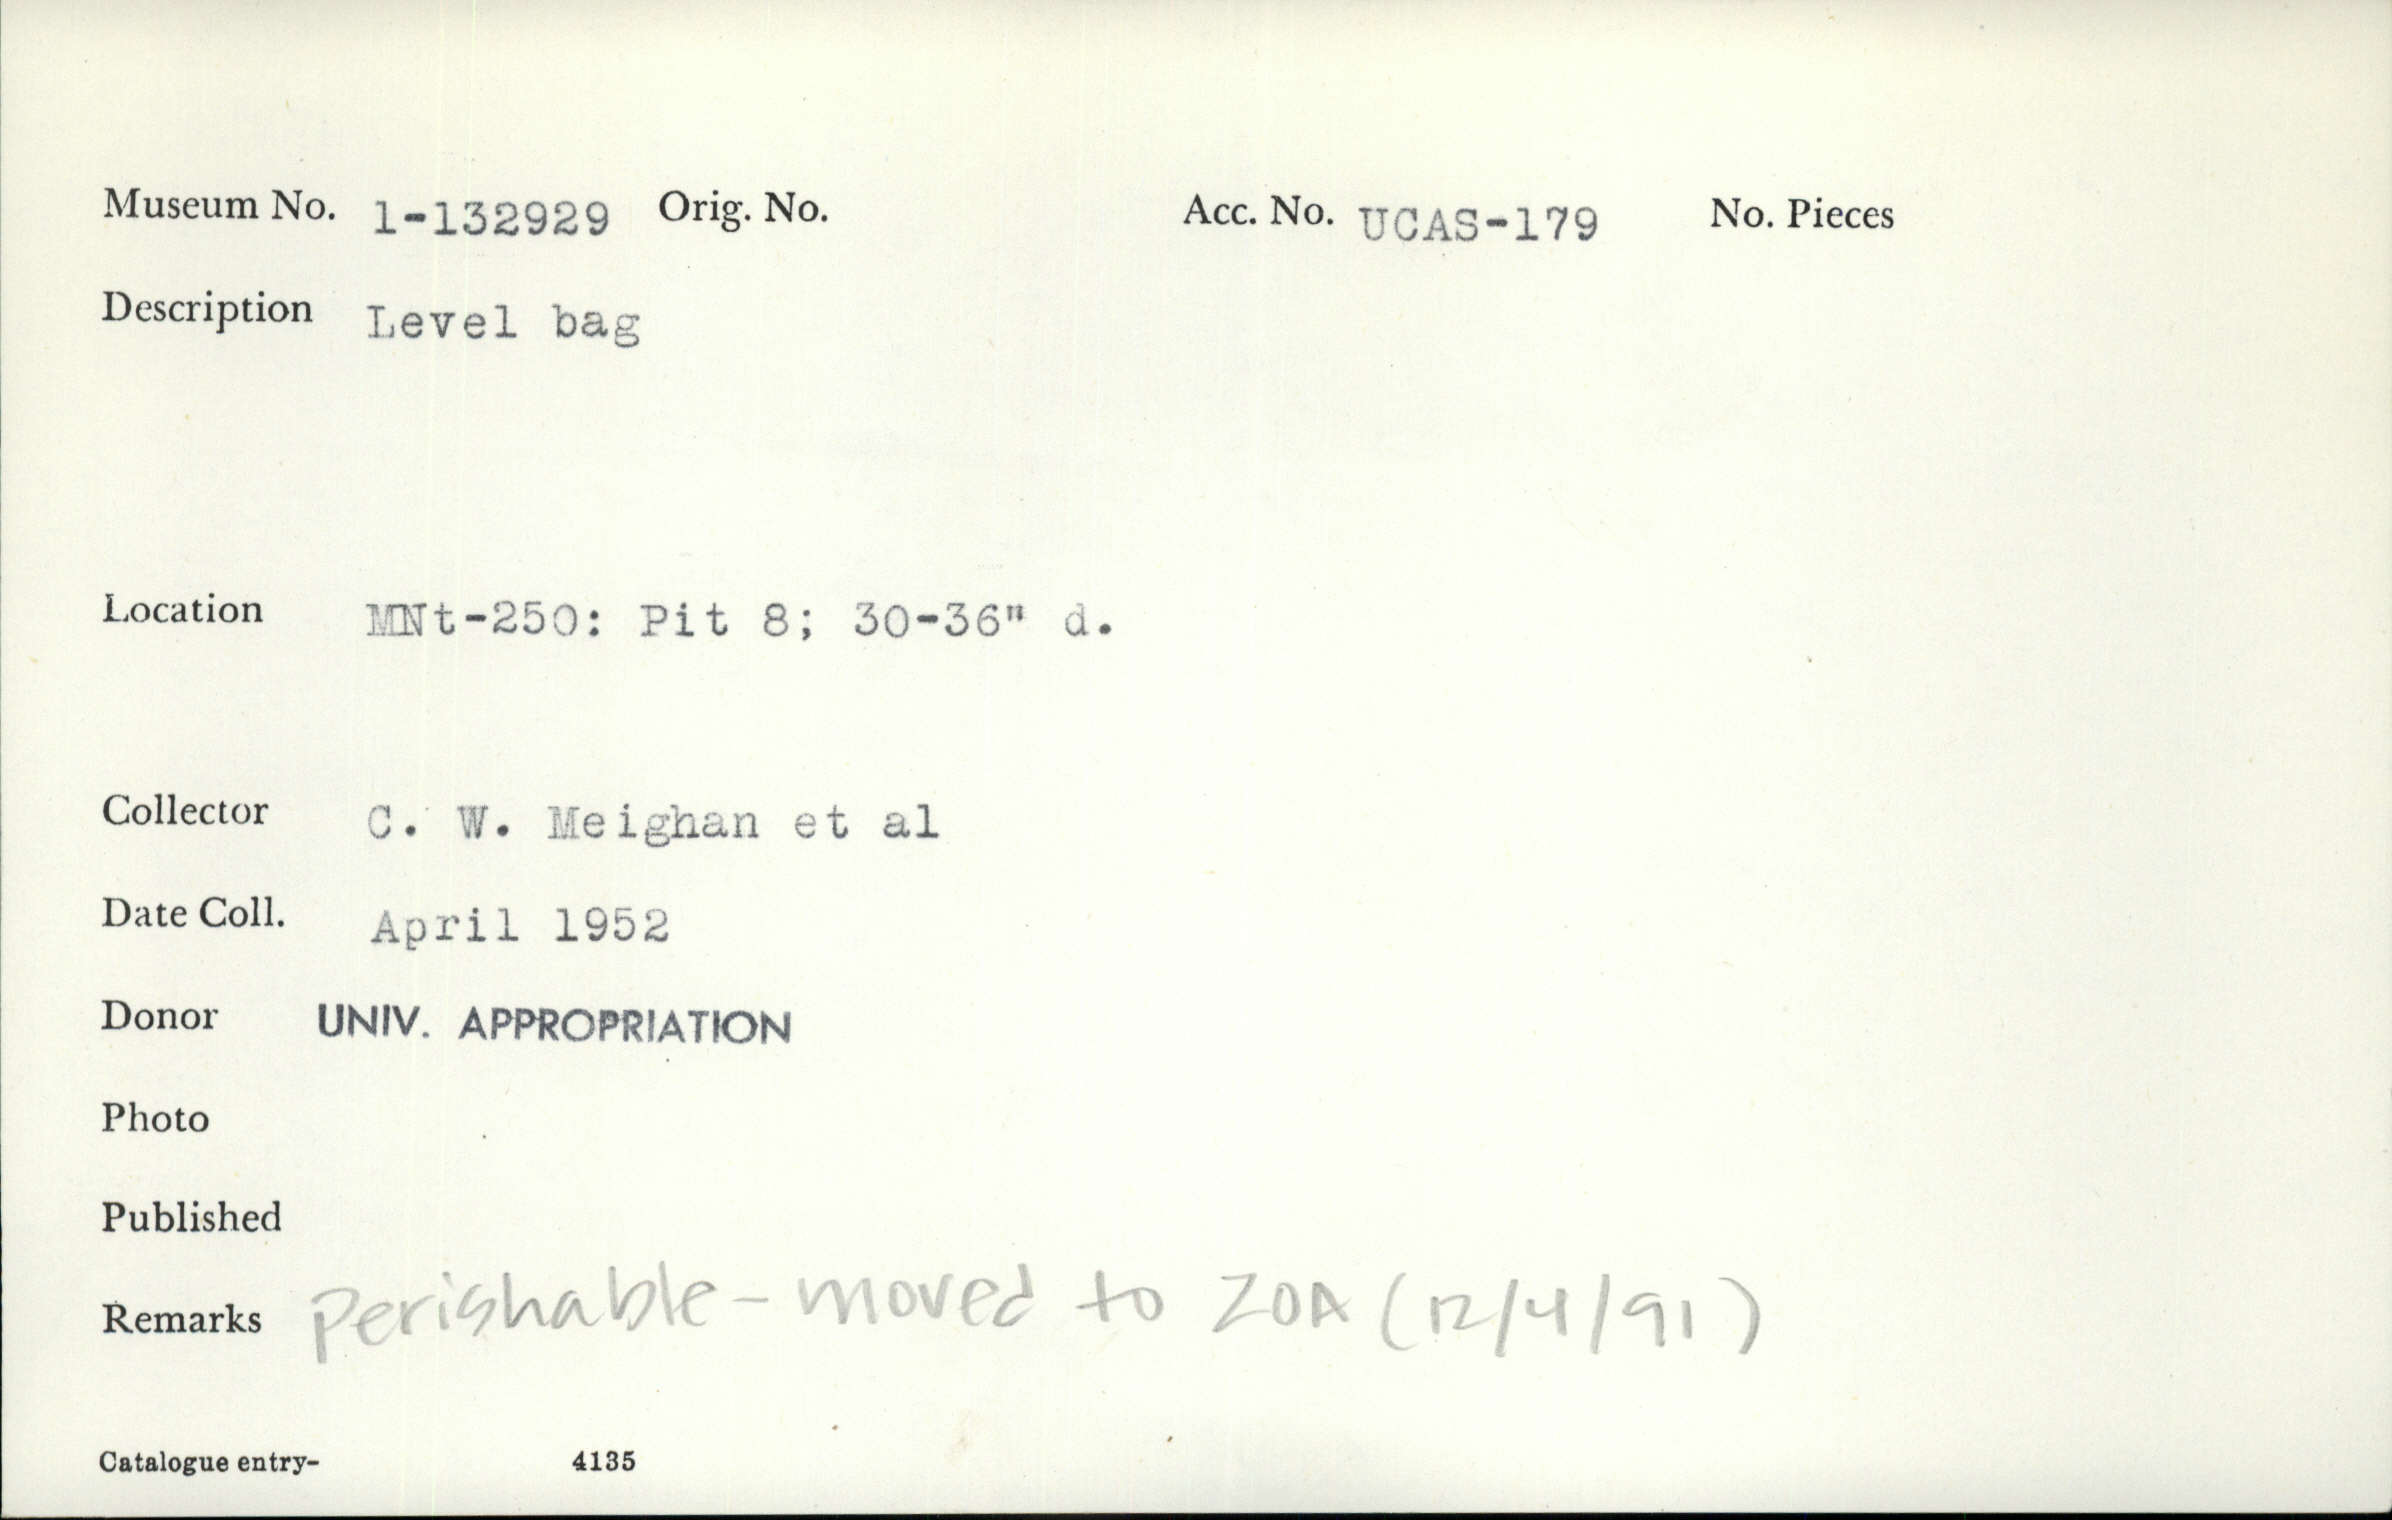 Museum No. 1-132929 Orig. No. Acc. No. UCAS-179 No. Pieces
Description Level bag
Location MNt-250: Pit 8; 30-36" d.
Collector C. W. Meighan et al
Date Coll. April 1952
Donor UNIV. APPROPRIATION
Photo
Published
Remarks perishable - moved to ZOA (12/4/91)
Catalogue entry- 4135